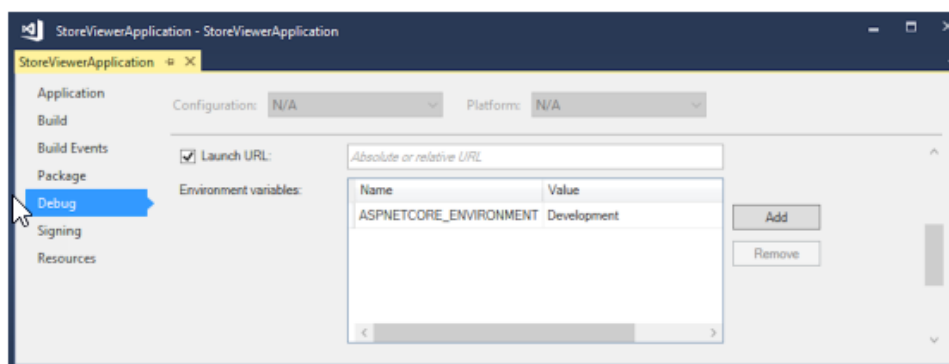 StoreViewerApplication - StoreViewerApplication
StoreViewerApplication
Application
Build
Build Events
Package
Debug
Signing
Resources
Configuration: N/A Platform: N/A
Launch URL: Absolute or relative URL
Environment variables:
Name Value
ASPNETCORE_ENVIRONMENT Development
Add
Remove